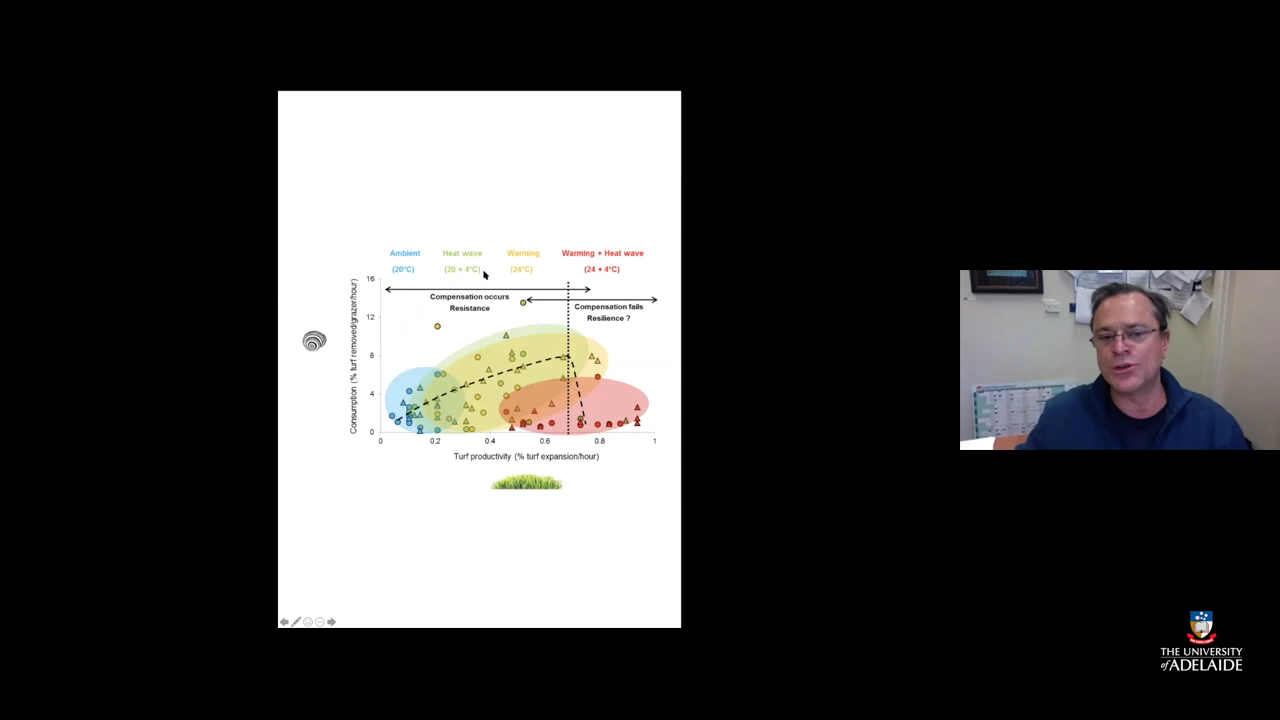 Ambient Heat wave Warming Warming + Heat wave
(20°C) (20 + 4°C) (24°C) (24 + 4°C)
Compensation occurs
Resistance
Compensation fails
Resilience ?
Consumption (% turf removed/grazer/hour)
16
12
8
4
0
0 0.2 0.4 0.6 0.8 1
Turf productivity (% turf expansion/hour)
THE UNIVERSITY
of ADELAIDE